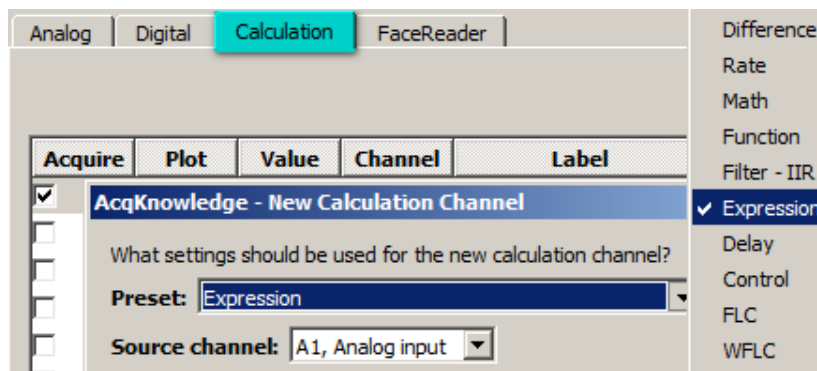 Analog Digital Calculation FaceReader
Acquire Plot Value Channel Label
AcqKnowledge - New Calculation Channel
What settings should be used for the new calculation channel?
Preset: Expression
Source channel: A1, Analog input
Difference
Rate
Math
Function
Filter - IIR
Expression
Delay
Control
FLC
WFLC